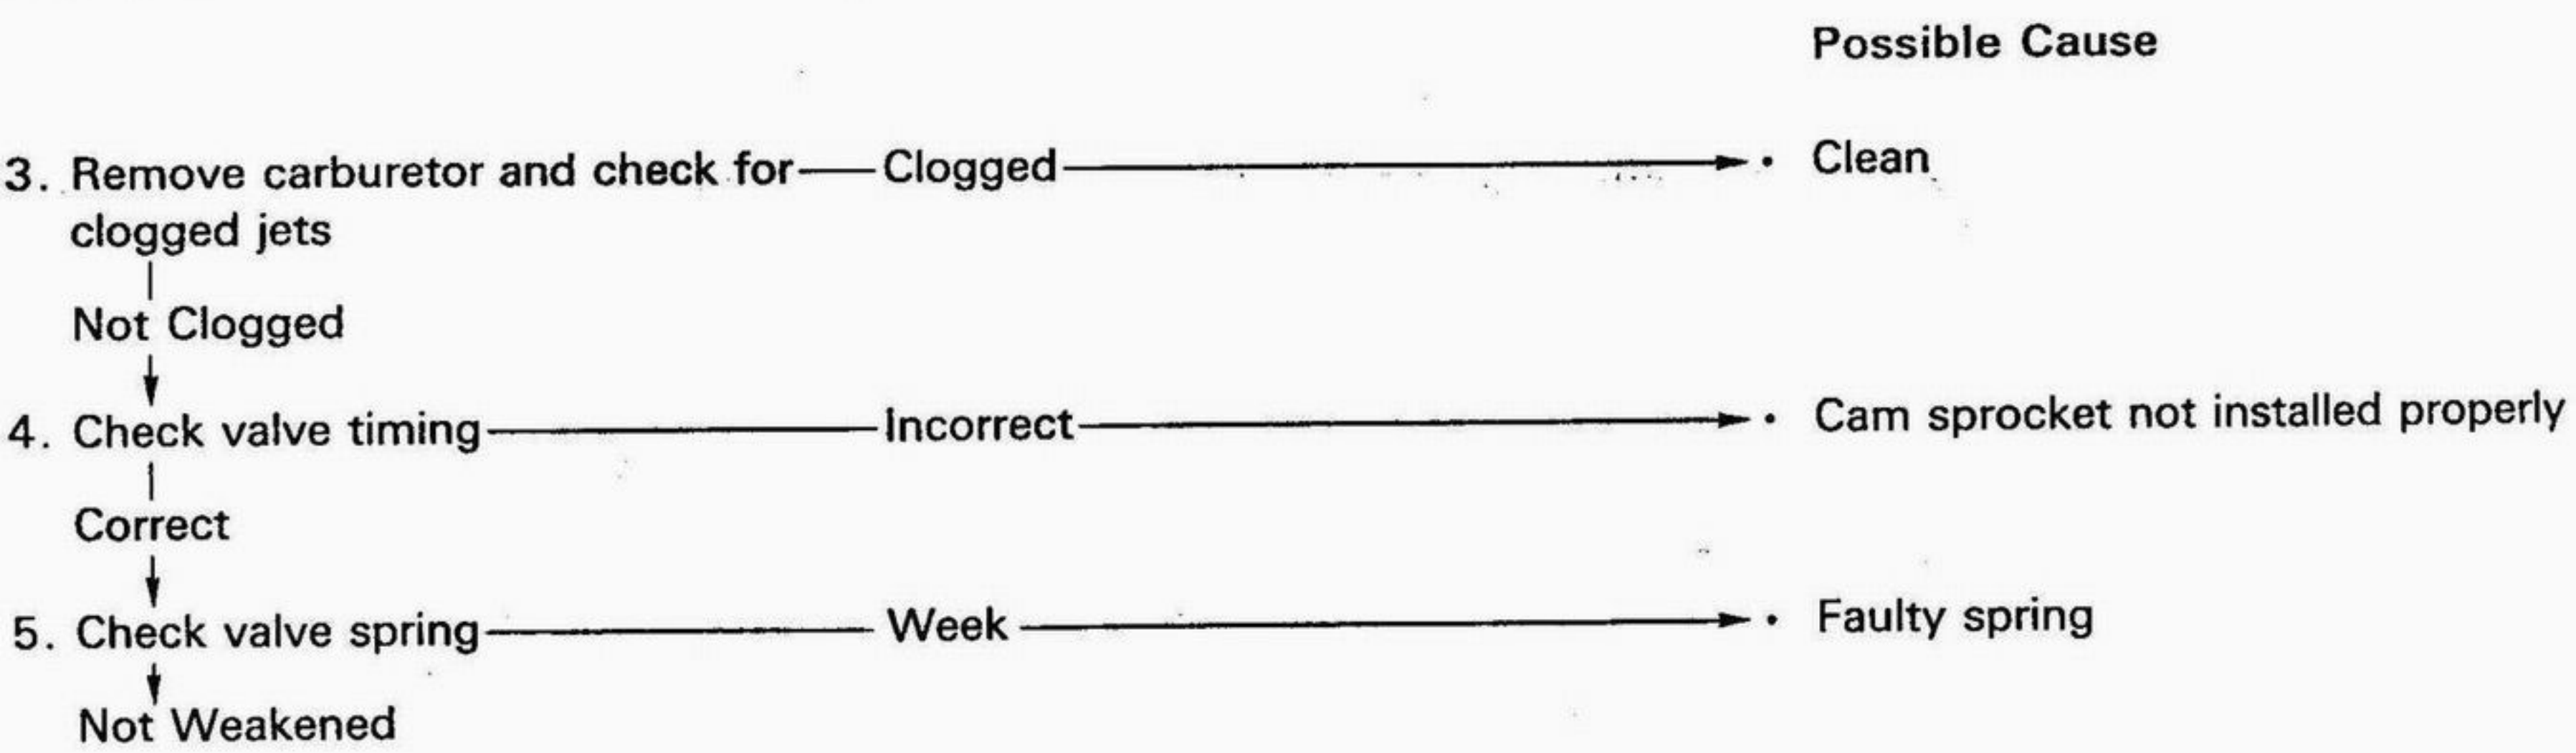 Possible Cause
3. Remove carburetor and check for Clogged • Clean
clogged jets
Not Clogged
4. Check valve timing Incorrect • Cam sprocket not installed properly
Correct
5. Check valve spring Week • Faulty spring
Not Weakened